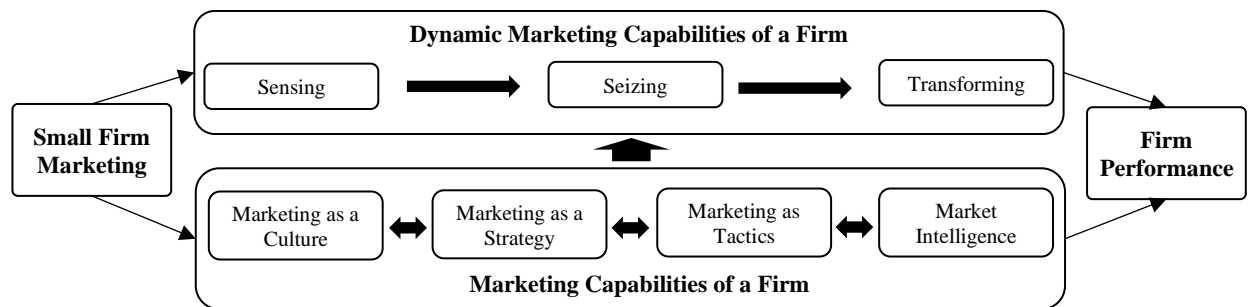 Dynamic Marketing Capabilities of a Firm
Sensing
Seizing
Transforming
Small Firm
Marketing
Firm
Performance
Marketing as a
Culture
Marketing as a
Strategy
Marketing as
Tactics
Market
Intelligence
Marketing Capabilities of a Firm